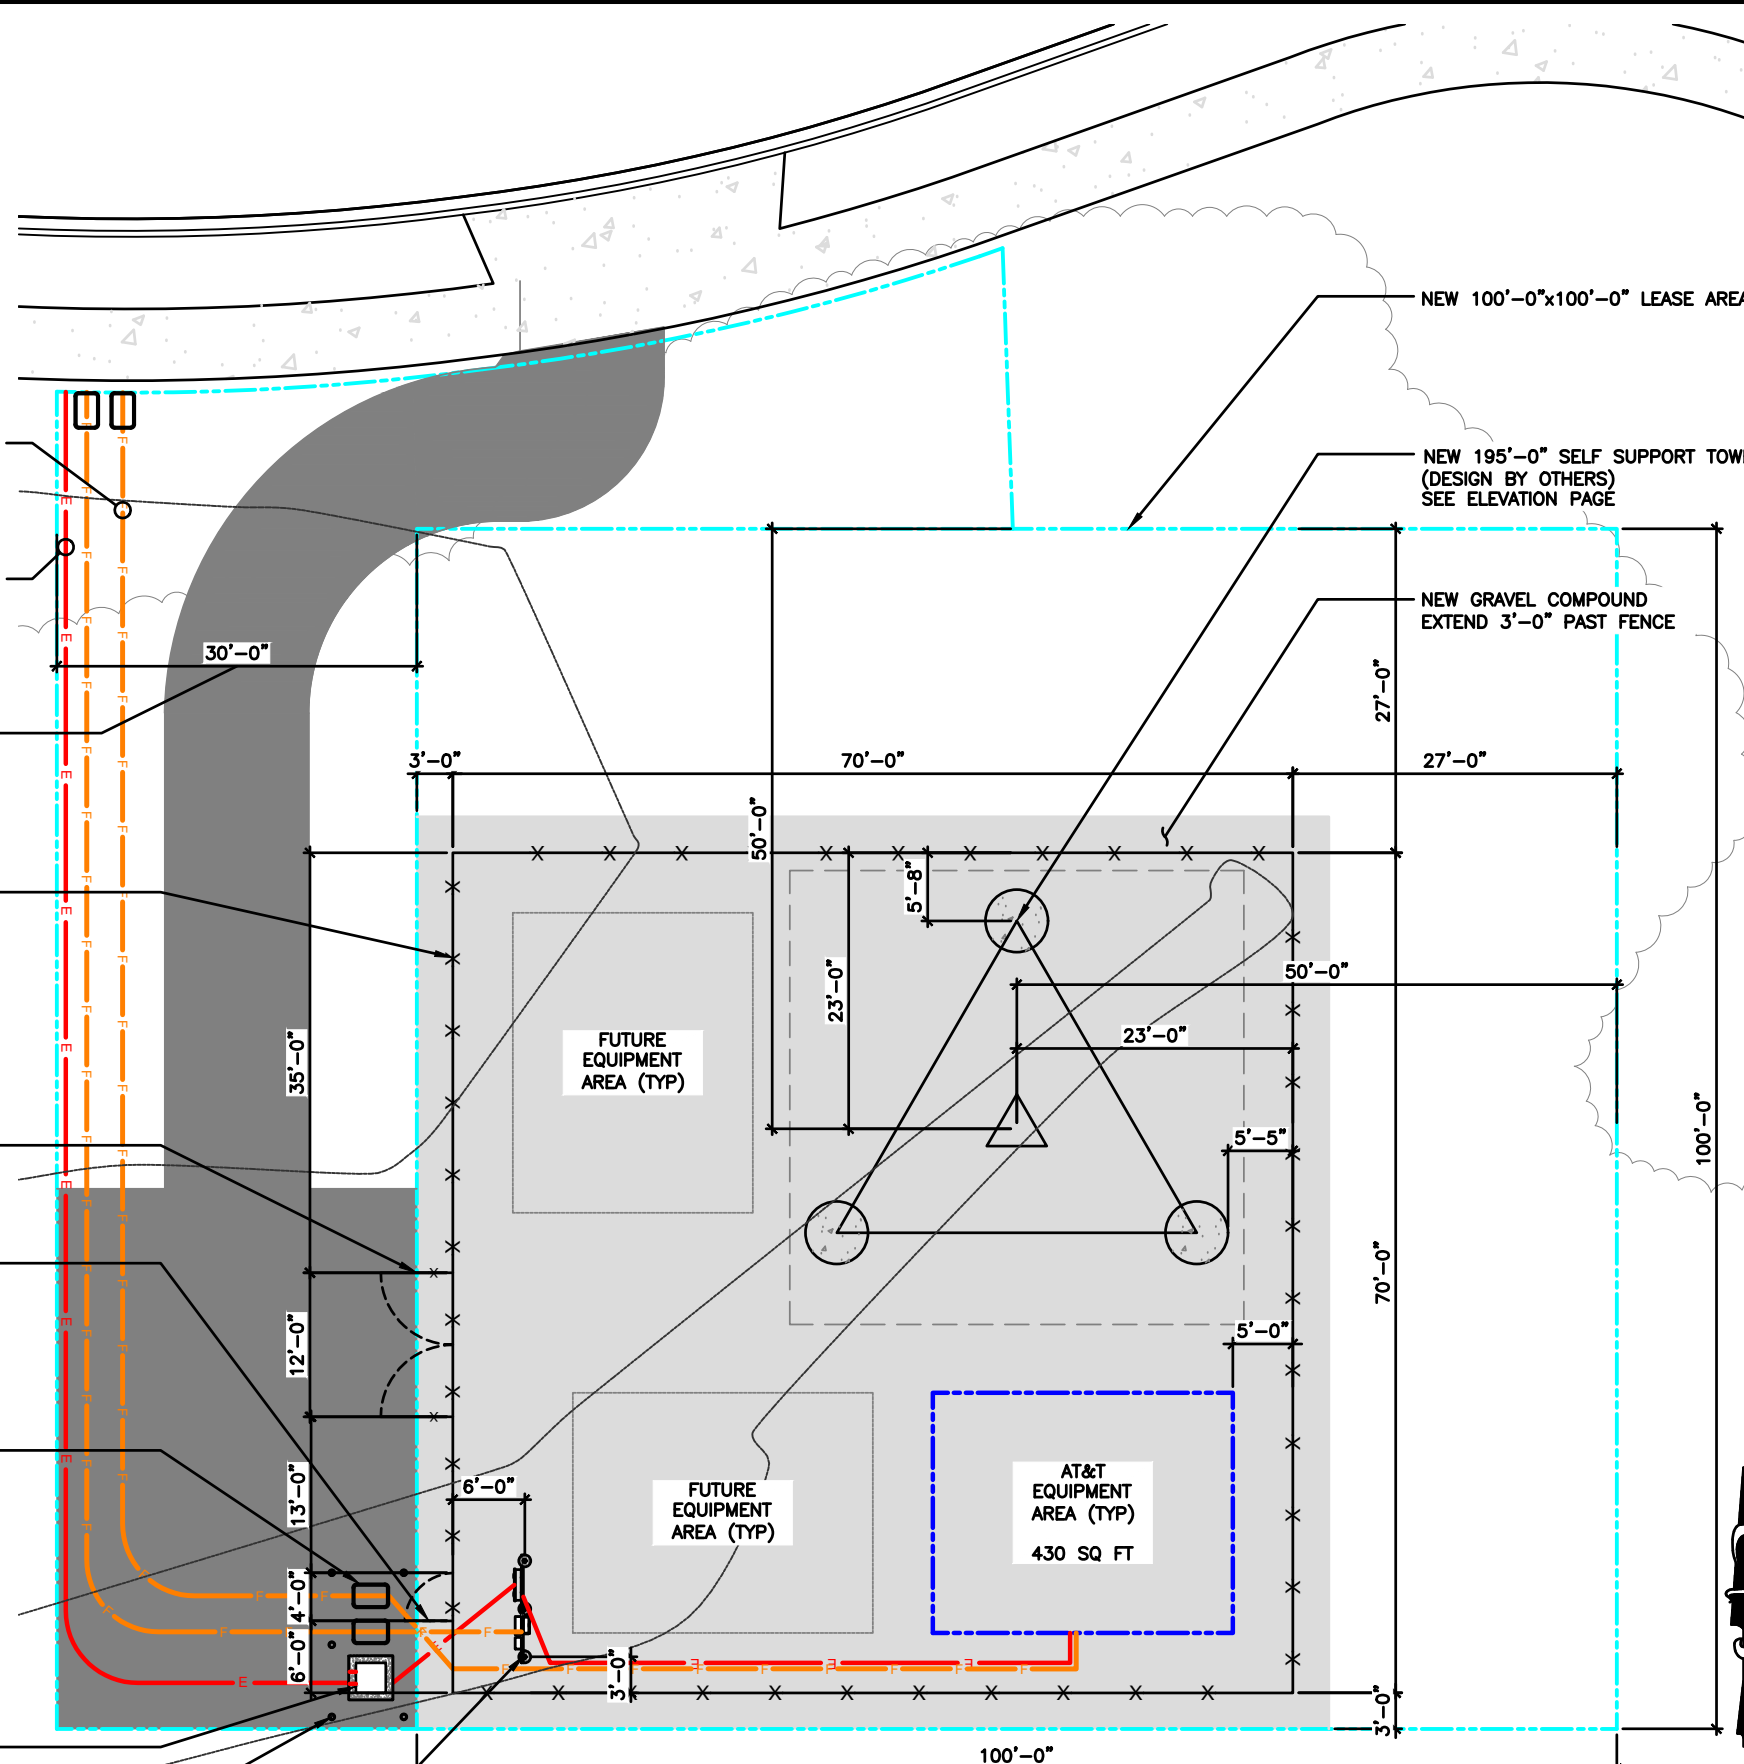 NEW 100'-0"x100'-0" LEASE AREA
NEW 195'-0" SELF SUPPORT
(DESIGN BY OTHERS)
SEE ELEVATION PAGE
NEW GRAVEL COMPOUND
EXTEND 3'-0" PAST FENCE
30'-0"
27'-0"
3'-0"
70'-0"
27'-0"
50'-0"
5'-8"
23'-0"
50'-0"
23'-0"
35'-0"
FUTURE
EQUIPMENT
AREA (TYP)
5'-5"
100'-0"
70'-0"
12'-0"
5'-0"
13'-0"
6'-0"
FUTURE
EQUIPMENT
AREA (TYP)
AT&T
EQUIPMENT
AREA (TYP)
430 SQ FT
4'-0"
6'-0"
3'-0"
3'-0"
100'-0"